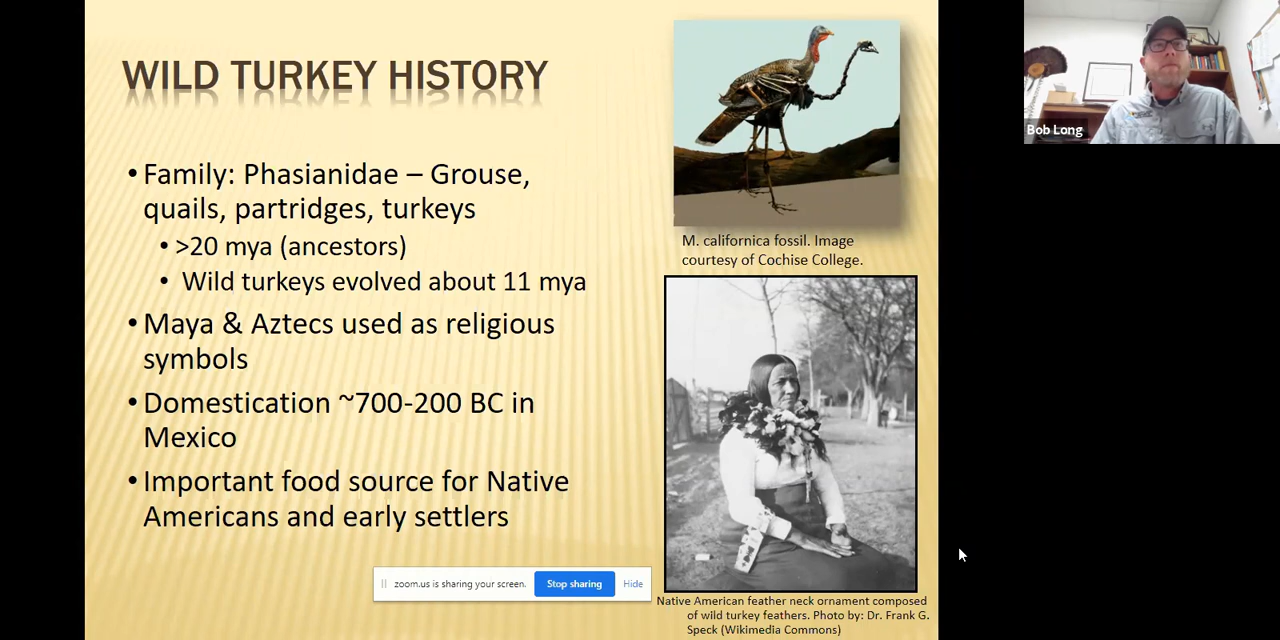 WILD TURKEY HISTORY
• Family: Phasianidae – Grouse,
quails, partridges, turkeys
• >20 mya (ancestors)
• Wild turkeys evolved about 11 mya
• Maya & Aztecs used as religious
symbols
• Domestication ~700-200 BC in
Mexico
• Important food source for Native
Americans and early settlers
M. californica fossil. Image
courtesy of Cochise College.
Native American feather neck ornament composed
of wild turkey feathers. Photo by: Dr. Frank G.
Speck (Wikimedia Commons)
zoom.us is sharing your screen. Stop sharing Hide
Bob Long